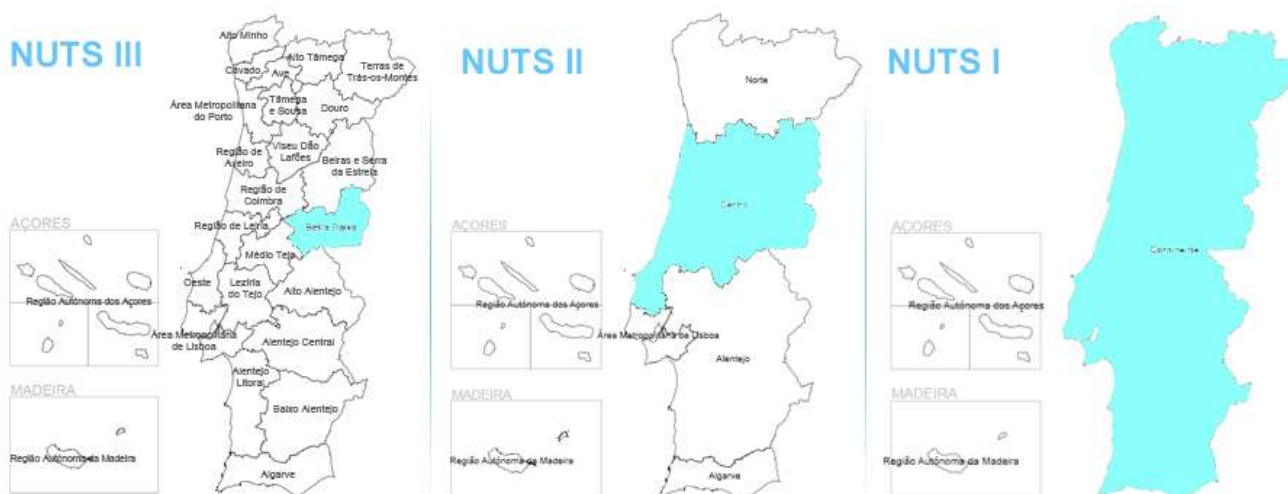 NUTS III
Alto Minho
Alto Tâmega
Terras de
Trás-os-Montes
Cávado
Ave
Área Metropolitana
do Porto
Tâmega
e Sousa
Douro
Região de
Aveiro
Viseu Dão
Lafões
Beiras e Serra
da Estrela
Região de
Coimbra
Região de Leiria
Beira Baixa
Médio Tejo
Oeste
Lezíria
do Tejo
Alto Alentejo
Área Metropolitana
de Lisboa
Alentejo Central
Alentejo
Litoral
Baixo Alentejo
Algarve
AÇORES
Região Autónoma dos Açores
MADEIRA
Região Autónoma da Madeira
NUTS II
Norte
Centro
Área Metropolitana de Lisboa
Alentejo
Algarve
AÇORES
Região Autónoma dos Açores
MADEIRA
Região Autónoma da Madeira
NUTS I
Continente
AÇORES
Região Autónoma dos Açores
MADEIRA
Região Autónoma da Madeira